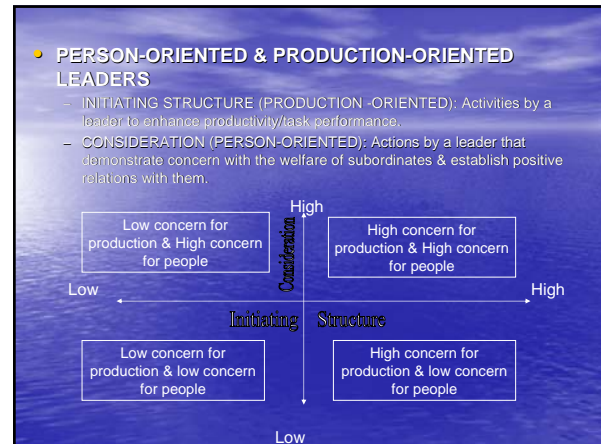 • PERSON-ORIENTED & PRODUCTION-ORIENTED
LEADERS
– INITIATING STRUCTURE (PRODUCTION -ORIENTED): Activities by a
leader to enhance productivity/task performance.
– CONSIDERATION (PERSON-ORIENTED): Actions by a leader that
demonstrate concern with the welfare of subordinates & establish positive
relations with them.
High
Low concern for
production & High concern
for people
Consideration
High concern for
production & High concern
for people
Low
High
Initiating Structure
Low concern for
production & low concern
for people
High concern for
production & low concern
for people
Low